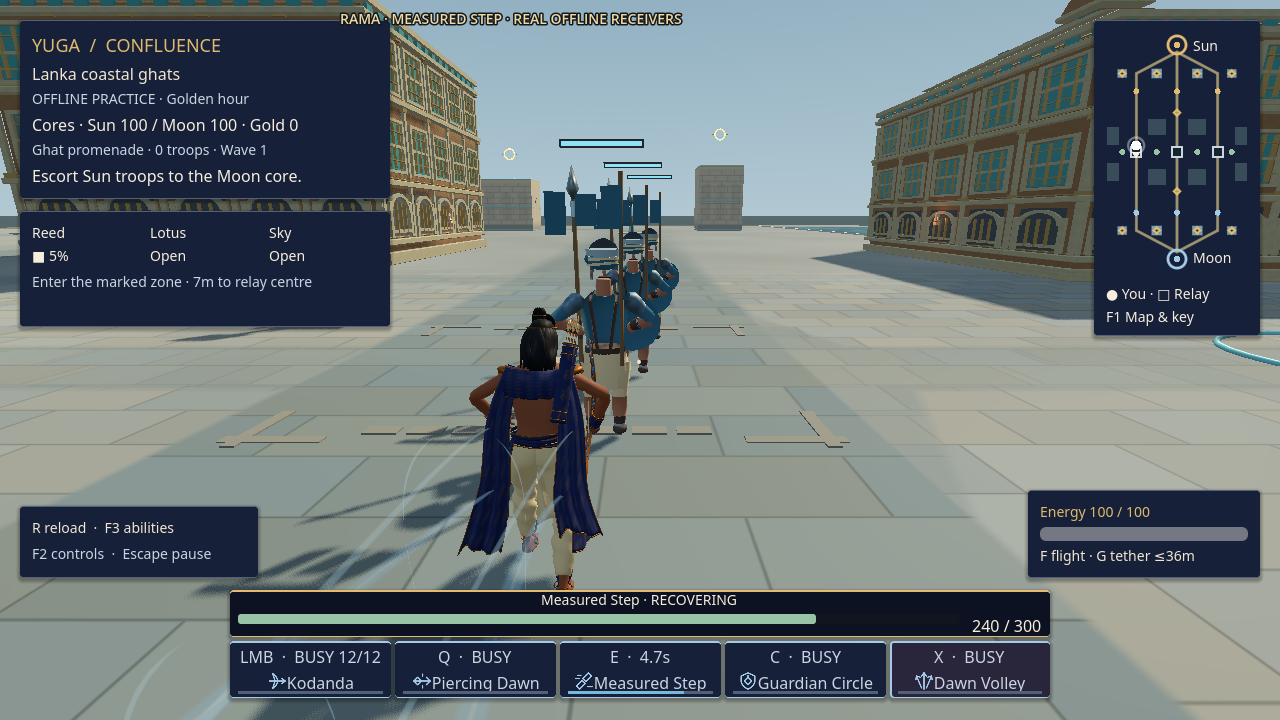 RAMA · MEASURED STEP · REAL OFFLINE RECEIVERS
YUGA / CONFLUENCE
Lanka coastal ghats
OFFLINE PRACTICE · Golden hour
Cores · Sun 100 / Moon 100 · Gold 0
Ghat promenade · 0 troops · Wave 1
Escort Sun troops to the Moon core.
Reed Lotus Sky
5% Open Open
Enter the marked zone · 7m to relay centre
Sun
Moon
You · Relay
F1 Map & key
R reload · F3 abilities
F2 controls · Escape pause
Energy 100 / 100
F flight · G tether ≤36m
Measured Step · RECOVERING
240 / 300
LMB · BUSY 12/12
Kodanda
Q · BUSY
Piercing Dawn
E · 4.7s
Measured Step
C · BUSY
Guardian Circle
X · BUSY
Dawn Volley